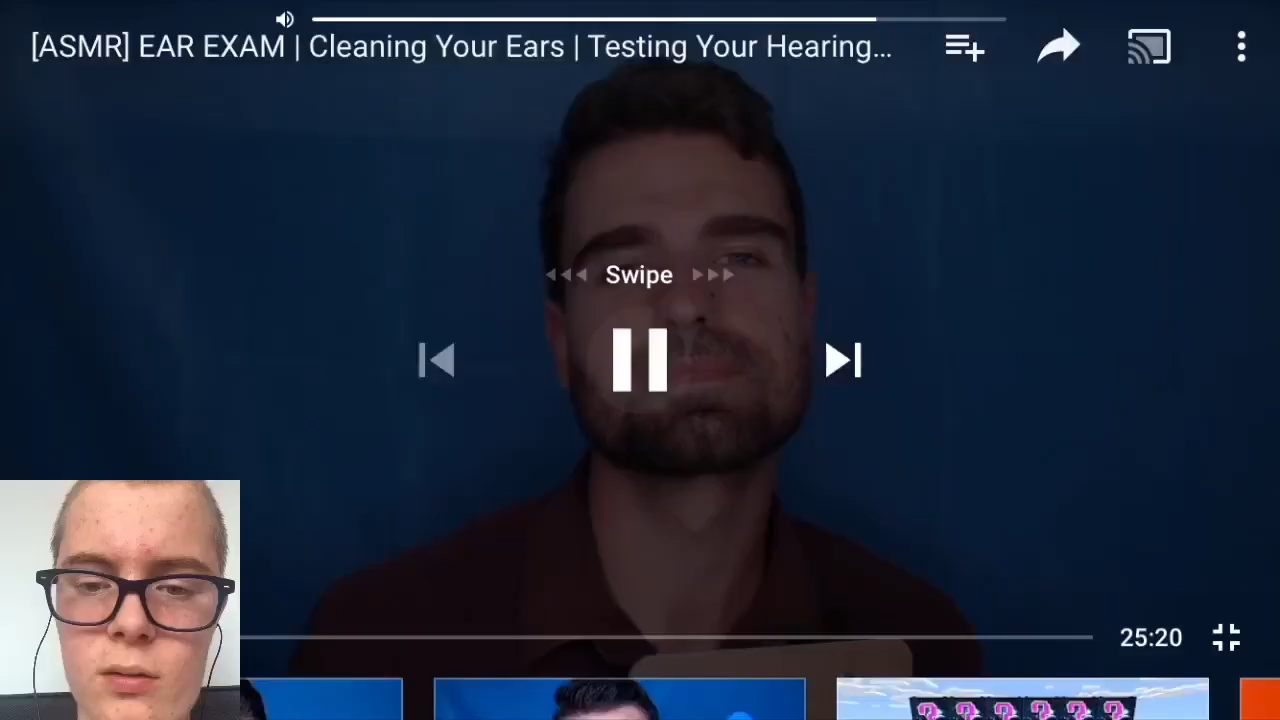 [ASMR] EAR EXAM | Cleaning Your Ears | Testing Your Hearing...
Swipe
25:20
? ? ? ? ? ?